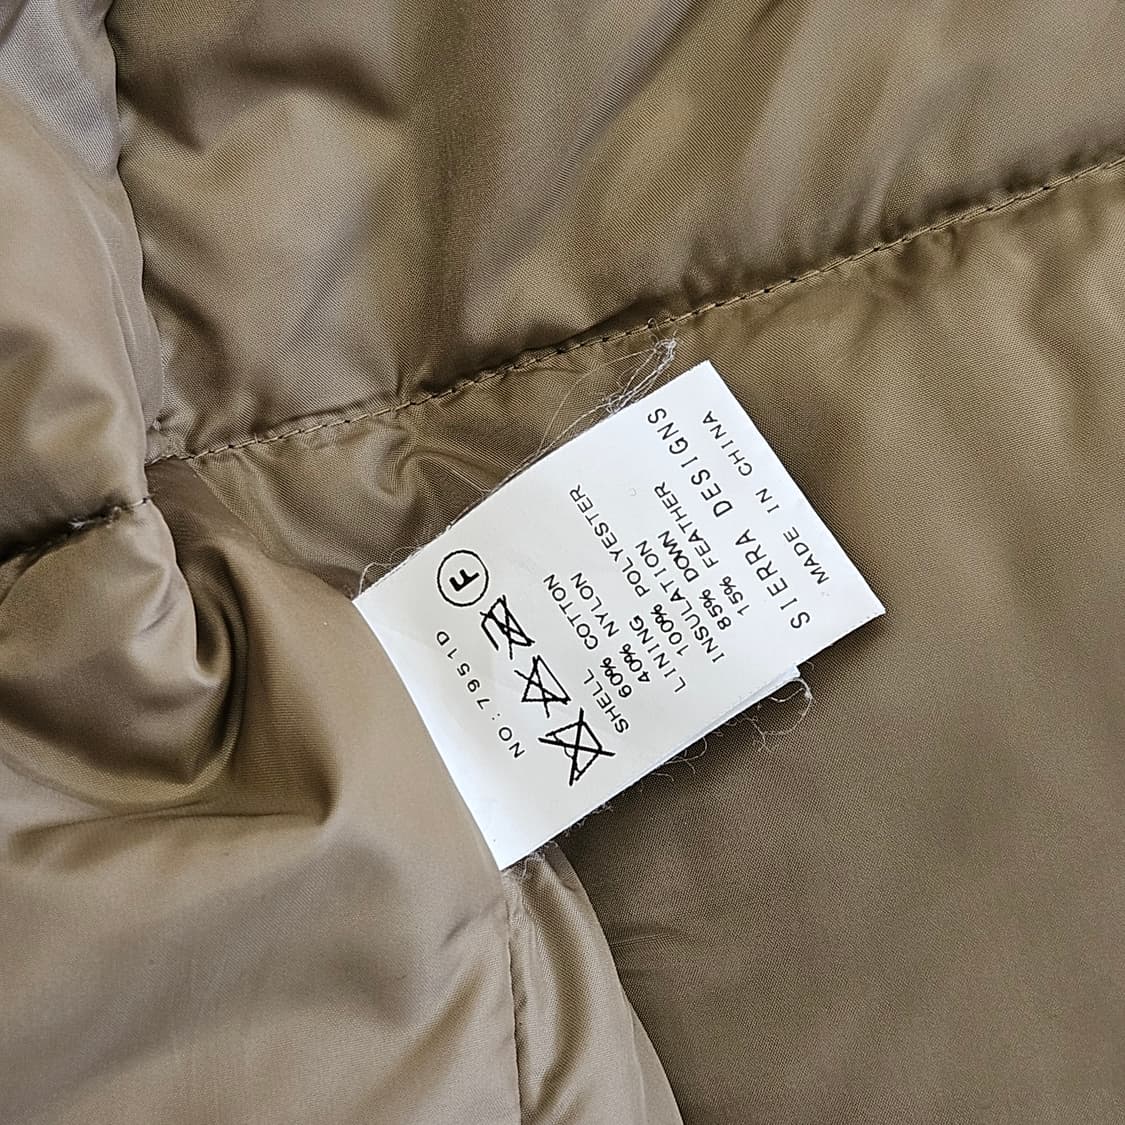 NO: 7951D
F
SHELL
60% COTTON
40% NYLON
LINING
100% POLYESTER
INSULATION
85% DOWN
15% FEATHER
SIERRA DESIGNS
MADE IN CHINA